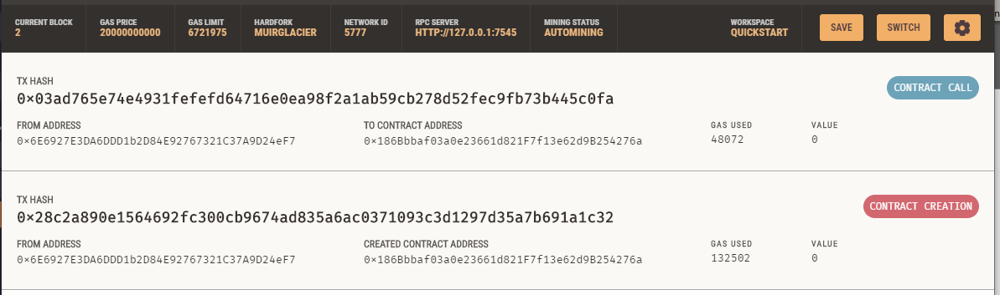 CURRENT BLOCK GAS PRICE GAS LIMIT HARDFORK NETWORK ID RPC SERVER MINING STATUS WORKSPACE
2 20000000000 6721975 MUIRGLACIER 5777 HTTP://127.0.0.1:7545 AUTOMINING QUICKSTART SAVE SWITCH
TX HASH
0×03ad765e74e4931fefefd64716e0ea98f2a1ab59cb278d52fec9fb73b445c0fa CONTRACT CALL
FROM ADDRESS TO CONTRACT ADDRESS GAS USED VALUE
0×6E6927E3DA6DDD1b2D84E92767321C37A9D24eF7 0×186Bbbaf03a0e23661d821F7f13e62d9B254276a 48072 0
TX HASH
0×28c2a890e1564692fc300cb9674ad835a6ac0371093c3d1297d35a7b691a1c32 CONTRACT CREATION
FROM ADDRESS CREATED CONTRACT ADDRESS GAS USED VALUE
0×6E6927E3DA6DDD1b2D84E92767321C37A9D24eF7 0×186Bbbaf03a0e23661d821F7f13e62d9B254276a 132502 0